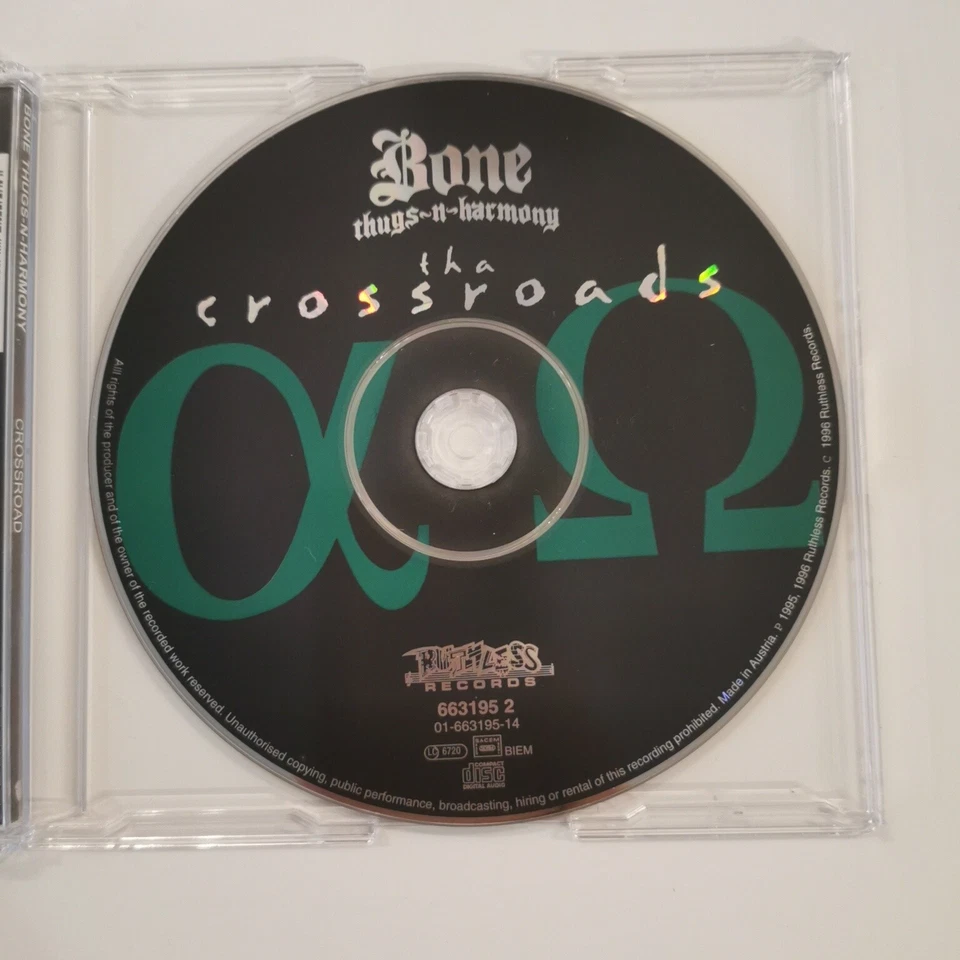 BONE THUGS-N-HARMONY
CROSSROAD
Bone
thugs~n~harmony
tha
crossroads
α Ω
RUTHLESS
RECORDS
663195 2
01-663195-14
LC 6720
SACEM
BIEM
COMPACT
disc
DIGITAL AUDIO
All rights of the producer and of the owner of the recorded work reserved. Unauthorised copying, public performance, broadcasting, hiring or rental of this recording prohibited. Made in Austria. P 1995, 1996 Ruthless Records. C 1996 Ruthless Records.